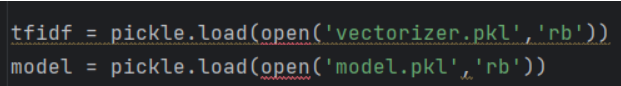 tfidf = pickle.load(open('vectorizer.pkl','rb'))
model = pickle.load(open('model.pkl','rb'))